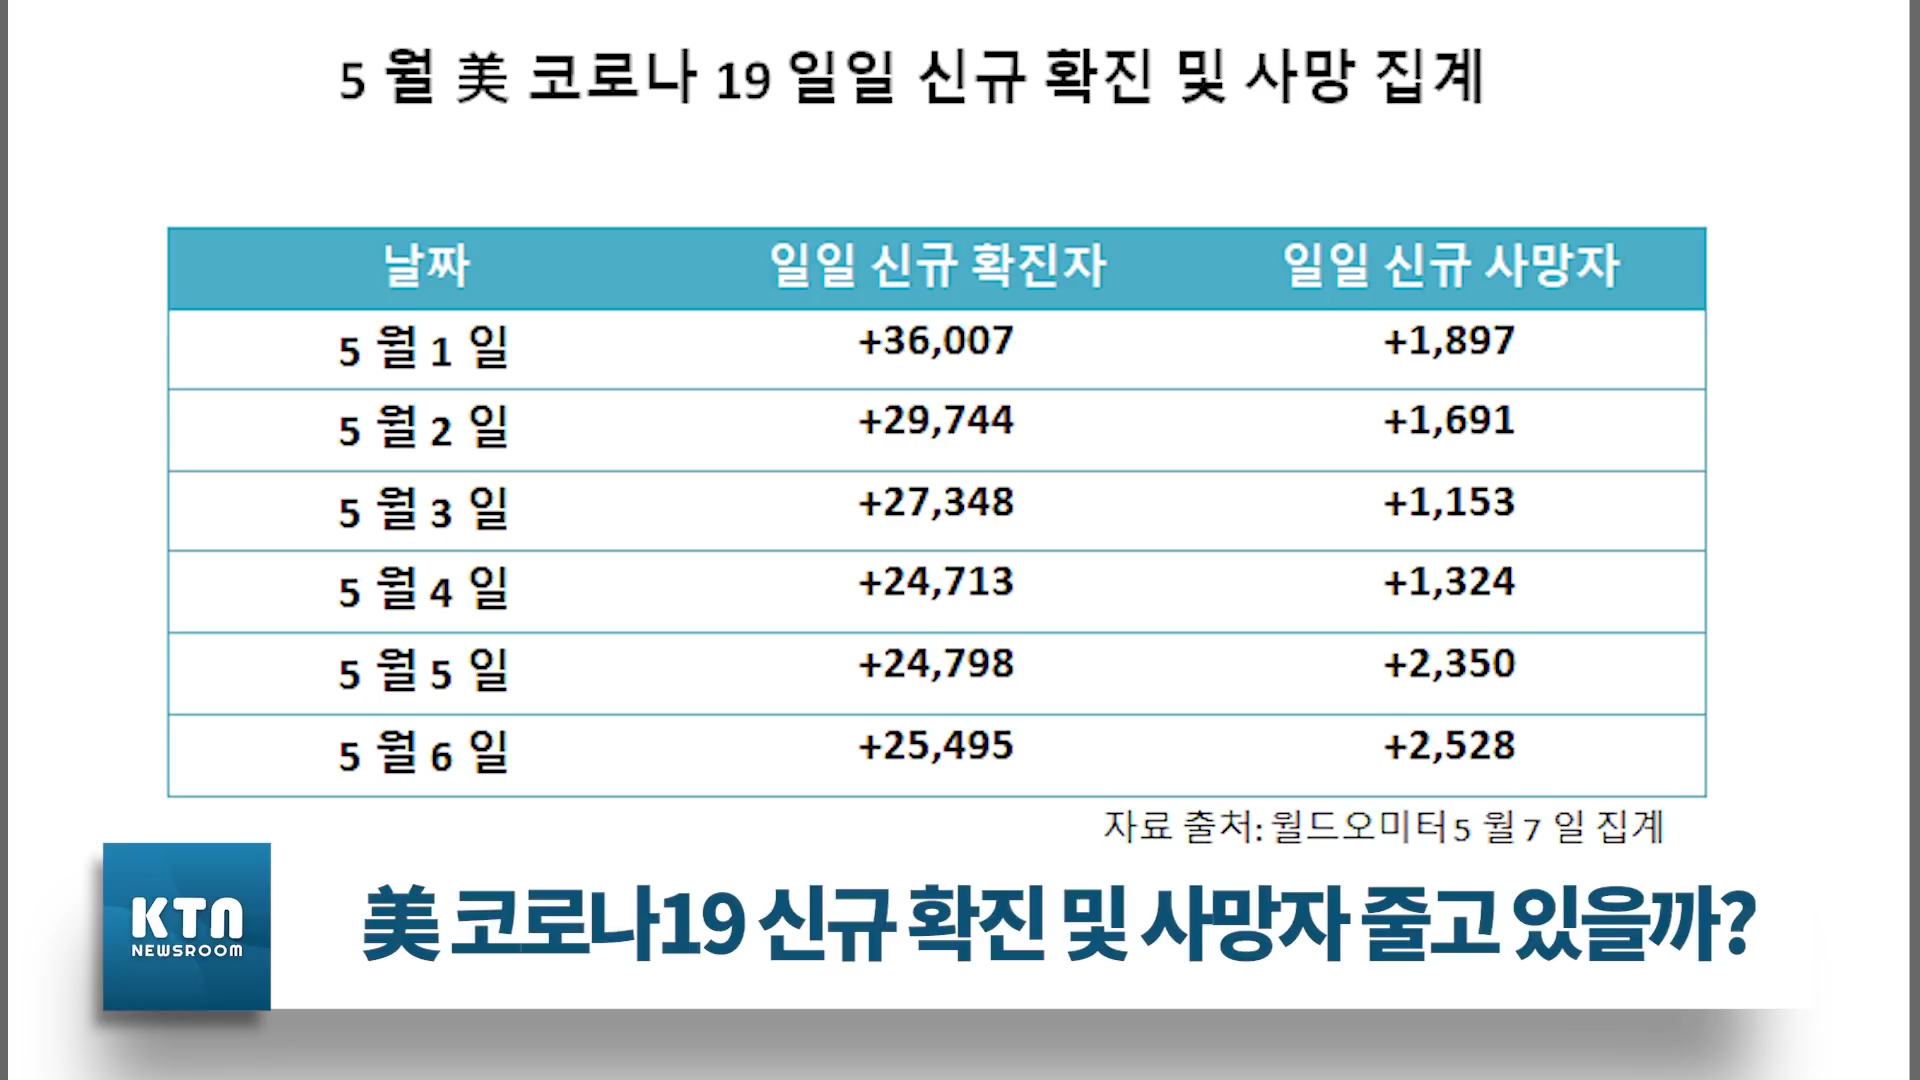 5 월 美 코로나 19 일일 신규 확진 및 사망 집계
날짜 일일 신규 확진자 일일 신규 사망자
5 월 1 일 +36,007 +1,897
5 월 2 일 +29,744 +1,691
5 월 3 일 +27,348 +1,153
5 월 4 일 +24,713 +1,324
5 월 5 일 +24,798 +2,350
5 월 6 일 +25,495 +2,528
자료 출처: 월드오미터 5 월 7 일 집계
KTN
NEWSROOM
美 코로나19 신규 확진 및 사망자 줄고 있을까?